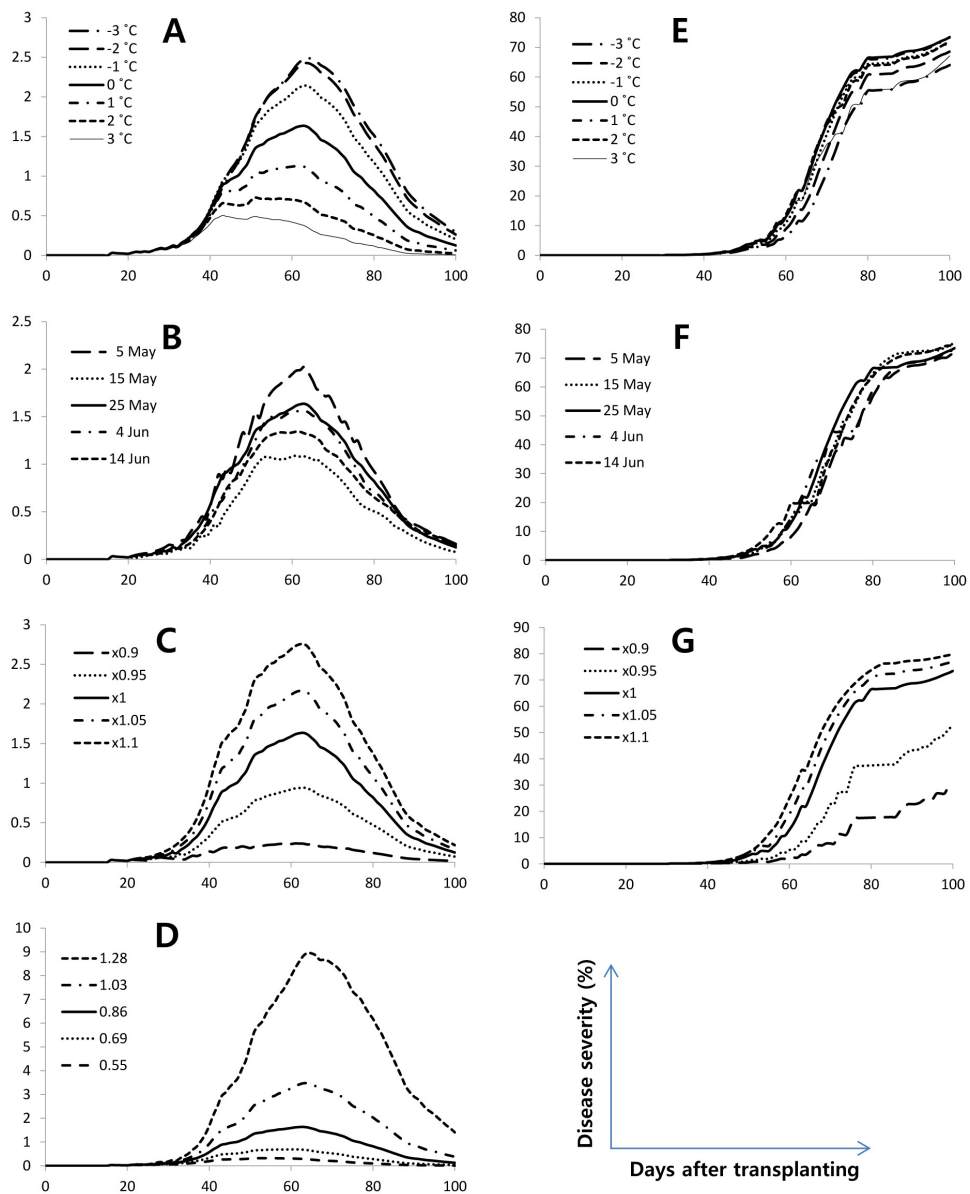 A
3
2.5
2
1.5
1
0.5
0
0 20 40 60 80 100
-3 ˚C
-2 ˚C
-1 ˚C
0 ˚C
1 ˚C
2 ˚C
3 ˚C
E
80
70
60
50
40
30
20
10
0
0 20 40 60 80 100
-3 ˚C
-2 ˚C
-1 ˚C
0 ˚C
1 ˚C
2 ˚C
3 ˚C
B
2.5
2
1.5
1
0.5
0
0 20 40 60 80 100
5 May
15 May
25 May
4 Jun
14 Jun
F
80
70
60
50
40
30
20
10
0
0 20 40 60 80 100
5 May
15 May
25 May
4 Jun
14 Jun
C
3
2.5
2
1.5
1
0.5
0
0 20 40 60 80 100
x0.9
x0.95
x1
x1.05
x1.1
G
90
80
70
60
50
40
30
20
10
0
0 20 40 60 80 100
x0.9
x0.95
x1
x1.05
x1.1
D
10
9
8
7
6
5
4
3
2
1
0
0 20 40 60 80 100
1.28
1.03
0.86
0.69
0.55
Disease severity (%)
Days after transplanting